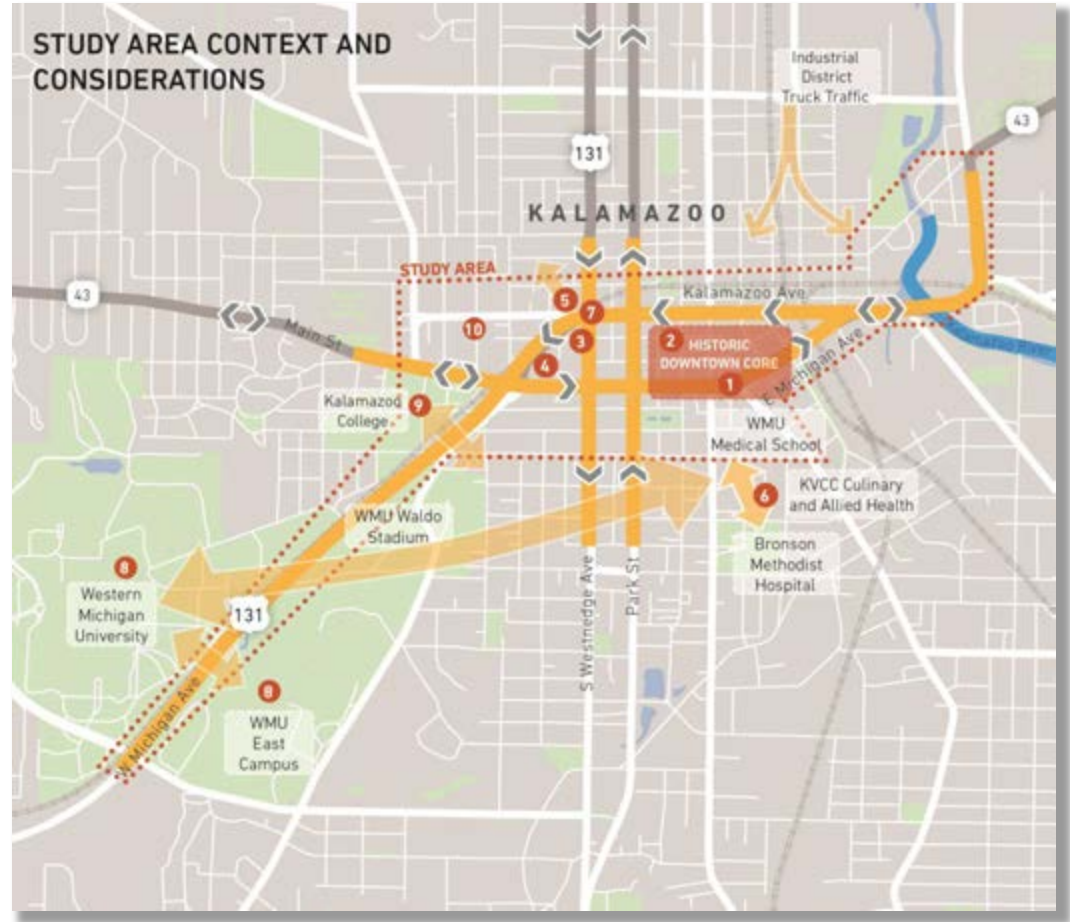 STUDY AREA CONTEXT AND
CONSIDERATIONS
Industrial
District
Truck Traffic
43
131
KALAMAZOO
STUDY AREA
43
Main St
Kalamazoo Ave
5
7
10
3
2
HISTORIC
DOWNTOWN CORE
4
1
E Michigan Ave
River
Kalamazoo
College
9
WMU
Medical School
6
KVCC Culinary
and Allied Health
WMU Waldo
Stadium
Bronson
Methodist
Hospital
8
Western
Michigan
University
131
S Westnedge Ave
Park St
8
WMU
East
Campus
W Michigan Ave